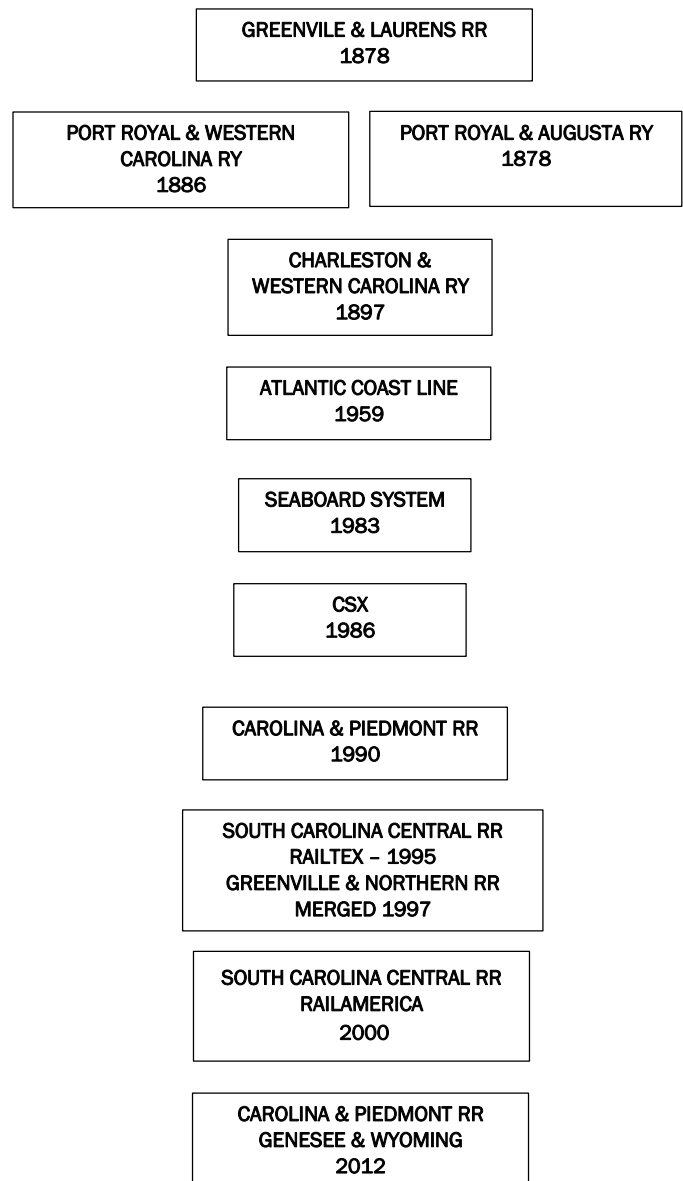 GREENVILE & LAURENS RR
1878
PORT ROYAL & WESTERN
CAROLINA RY
1886
PORT ROYAL & AUGUSTA RY
1878
CHARLESTON &
WESTERN CAROLINA RY
1897
ATLANTIC COAST LINE
1959
SEABOARD SYSTEM
1983
CSX
1986
CAROLINA & PIEDMONT RR
1990
SOUTH CAROLINA CENTRAL RR
RAILTEX – 1995
GREENVILLE & NORTHERN RR
MERGED 1997
SOUTH CAROLINA CENTRAL RR
RAILAMERICA
2000
CAROLINA & PIEDMONT RR
GENESEE & WYOMING
2012